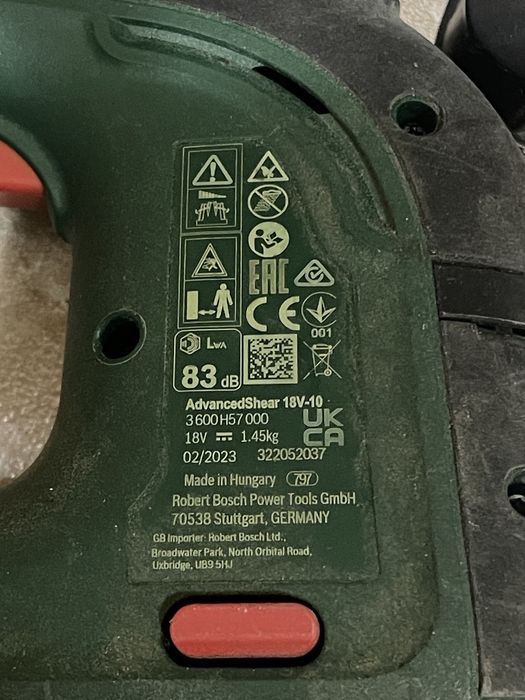 EAC
CE
001
LWA
83 dB
AdvancedShear 18V-10
3 600 H57 000
18V ⎓ 1.45kg
UK
CA
02/2023 322052037
Made in Hungary 797
Robert Bosch Power Tools GmbH
70538 Stuttgart, GERMANY
GB Importer: Robert Bosch Ltd.,
Broadwater Park, North Orbital Road,
Uxbridge, UB9 5HJ